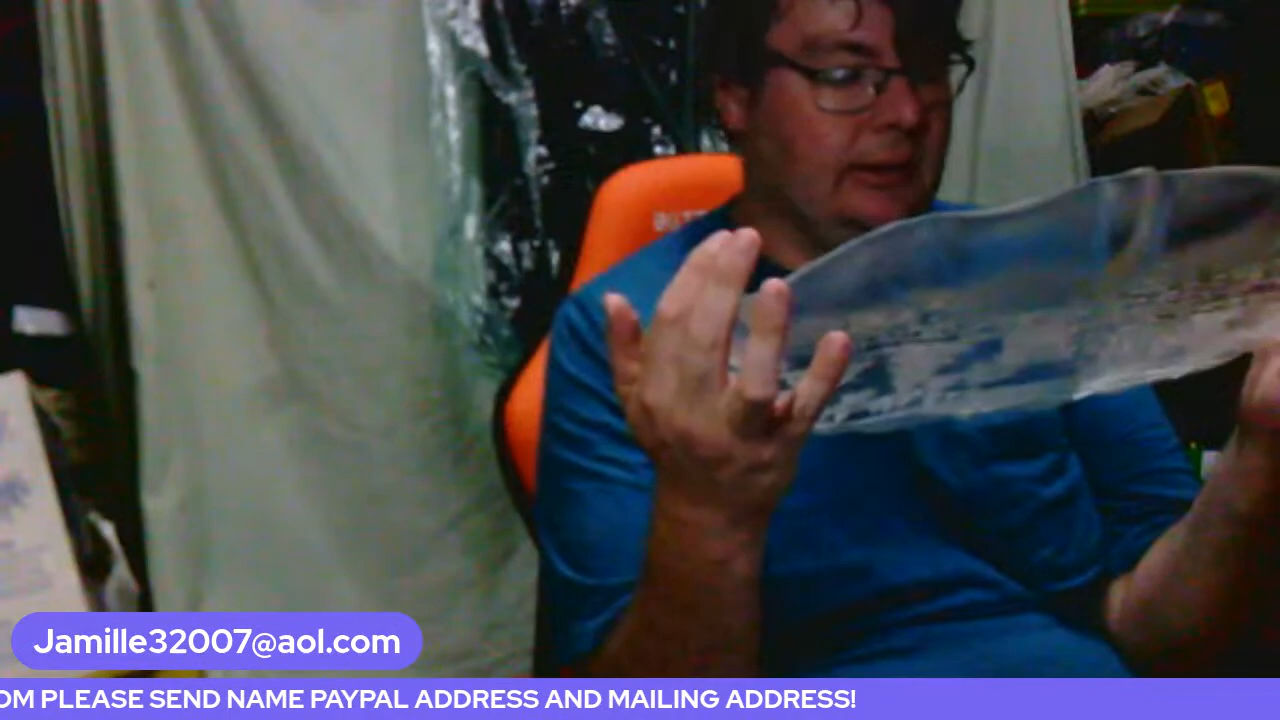 Jamille32007@aol.com
OM PLEASE SEND NAME PAYPAL ADDRESS AND MAILING ADDRESS!